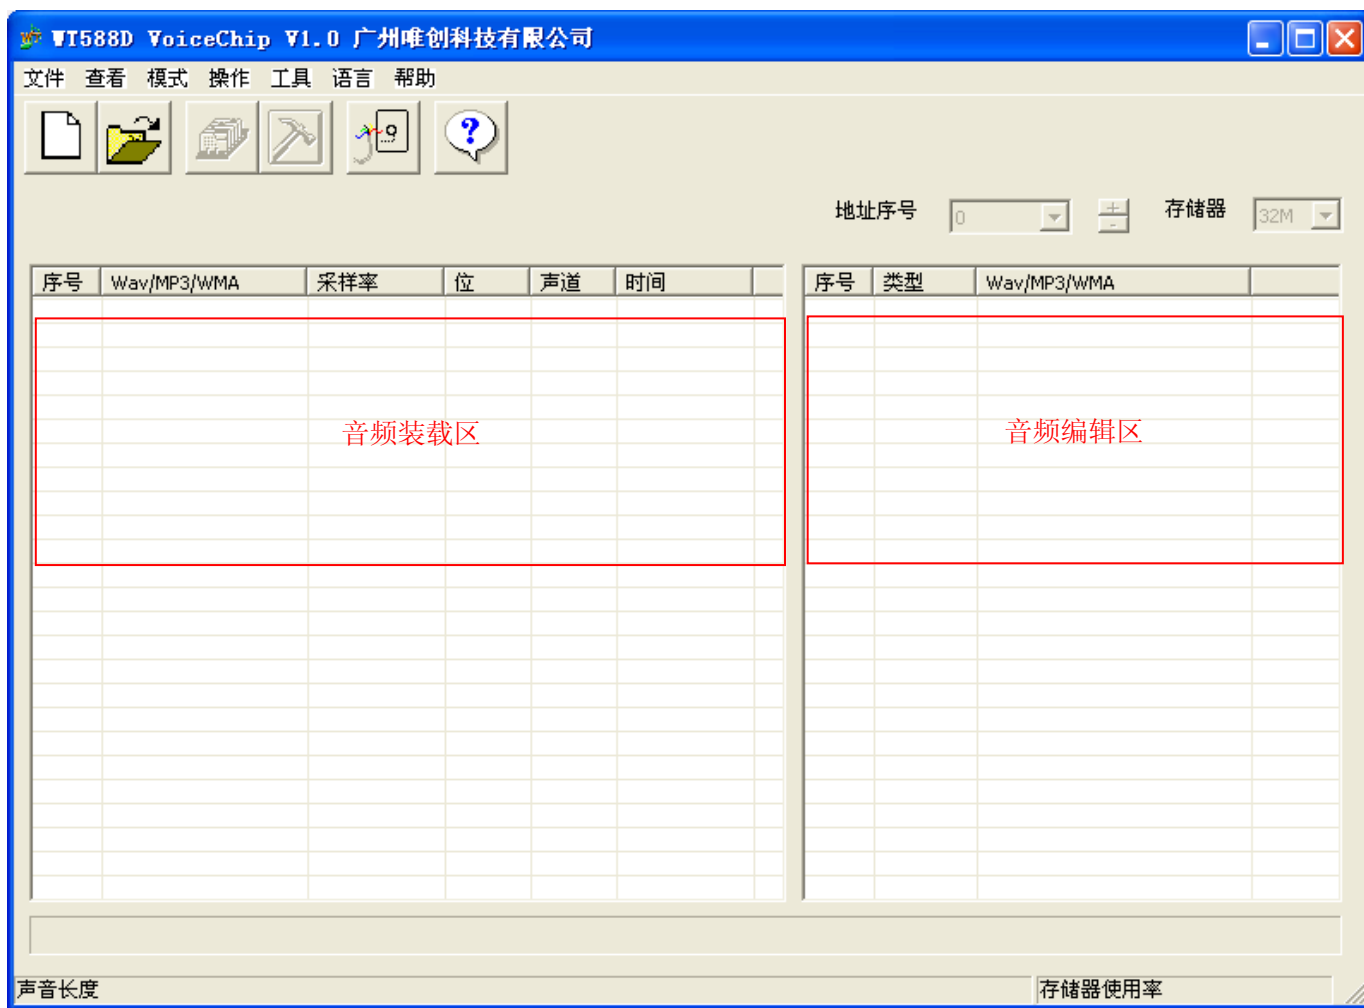 WT588D VoiceChip V1.0 广州唯创科技有限公司
文件 查看 模式 操作 工具 语言 帮助
地址序号 0 + - 存储器 32M
序号 Wav/MP3/WMA 采样率 位 声道 时间
序号 类型 Wav/MP3/WMA
音频装载区
音频编辑区
声音长度
存储器使用率